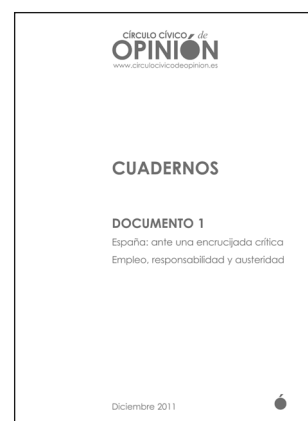 CÍRCULO CÍVICO de
OPINIÓN
www.circulocivicodeopinion.es
CUADERNOS
DOCUMENTO 1
España: ante una encrucijada crítica
Empleo, responsabilidad y austeridad
Diciembre 2011